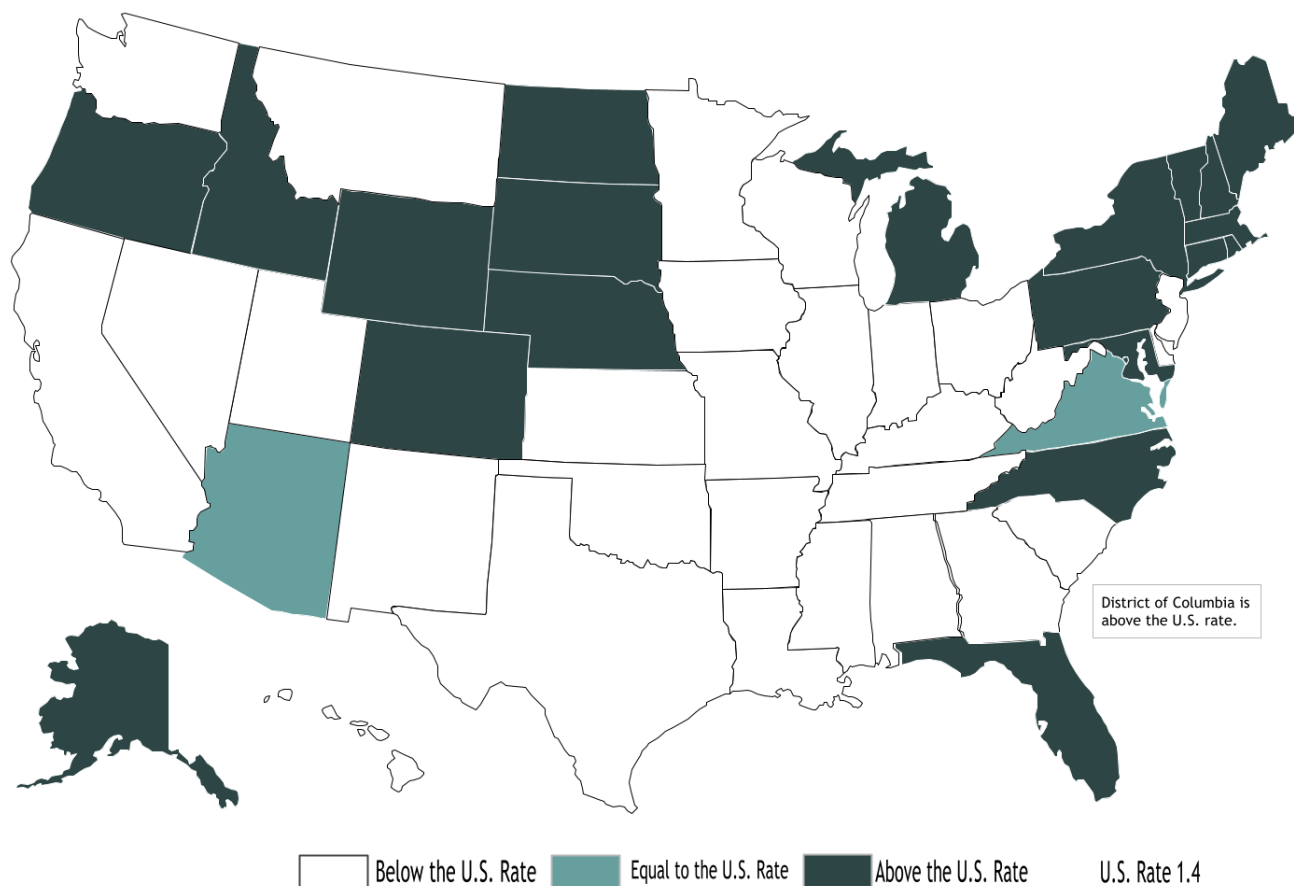 District of Columbia is
above the U.S. rate.
Below the U.S. Rate Equal to the U.S. Rate Above the U.S. Rate U.S. Rate 1.4